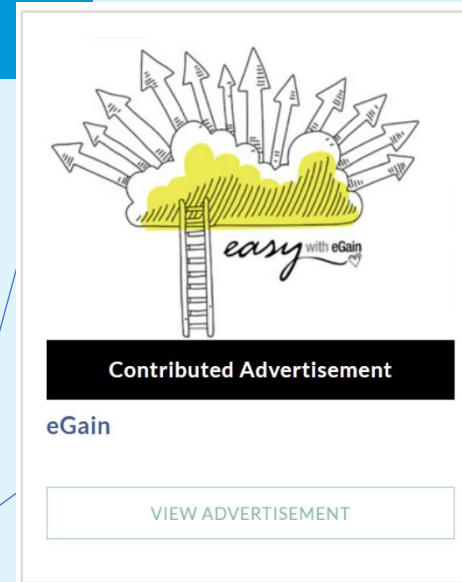 easy with eGain
Contributed Advertisement
eGain
VIEW ADVERTISEMENT